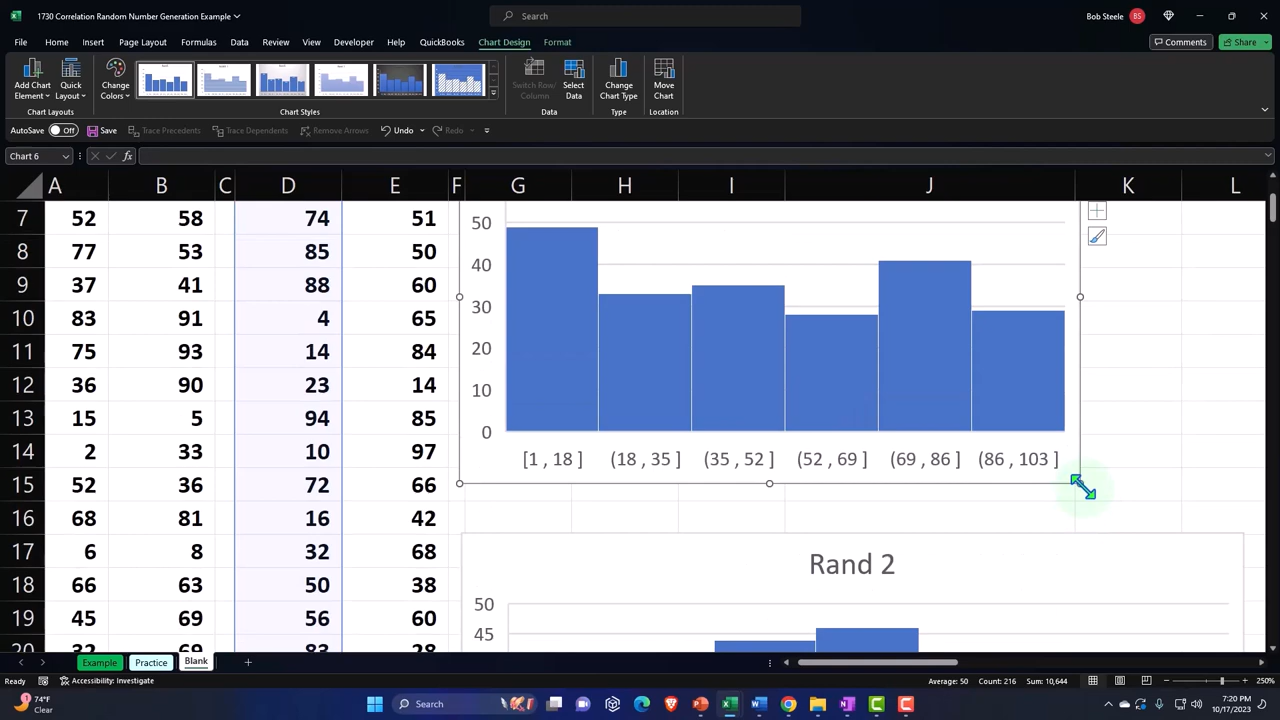 1730 Correlation Random Number Generation Example
Search
Bob Steele BS
File Home Insert Page Layout Formulas Data Review View Developer Help QuickBooks Chart Design Format
Comments Share
Add Chart Element Quick Layout Change Colors Switch Row/ Column Select Data Change Chart Type Move Chart
Chart Layouts Chart Styles Data Type Location
AutoSave Off Save Trace Precedents Trace Dependents Remove Arrows Undo Redo
Chart 6 fx
A B C D E F G H I J K L
7 52 58 74 51
8 77 53 85 50
9 37 41 88 60
10 83 91 4 65
11 75 93 14 84
12 36 90 23 14
13 15 5 94 85
14 2 33 10 97
15 52 36 72 66
16 68 81 16 42
17 6 8 32 68
18 66 63 50 38
19 45 69 56 60
20 32 69 83 28
50
40
30
20
10
0
[1 , 18 ] (18 , 35 ] (35 , 52 ] (52 , 69 ] (69 , 86 ] (86 , 103 ]
Rand 2
50
45
Example Practice Blank
Ready Accessibility: Investigate Average: 50 Count: 216 Sum: 10,644 250%
74°F
Clear
Search
7:20 PM
10/17/2023